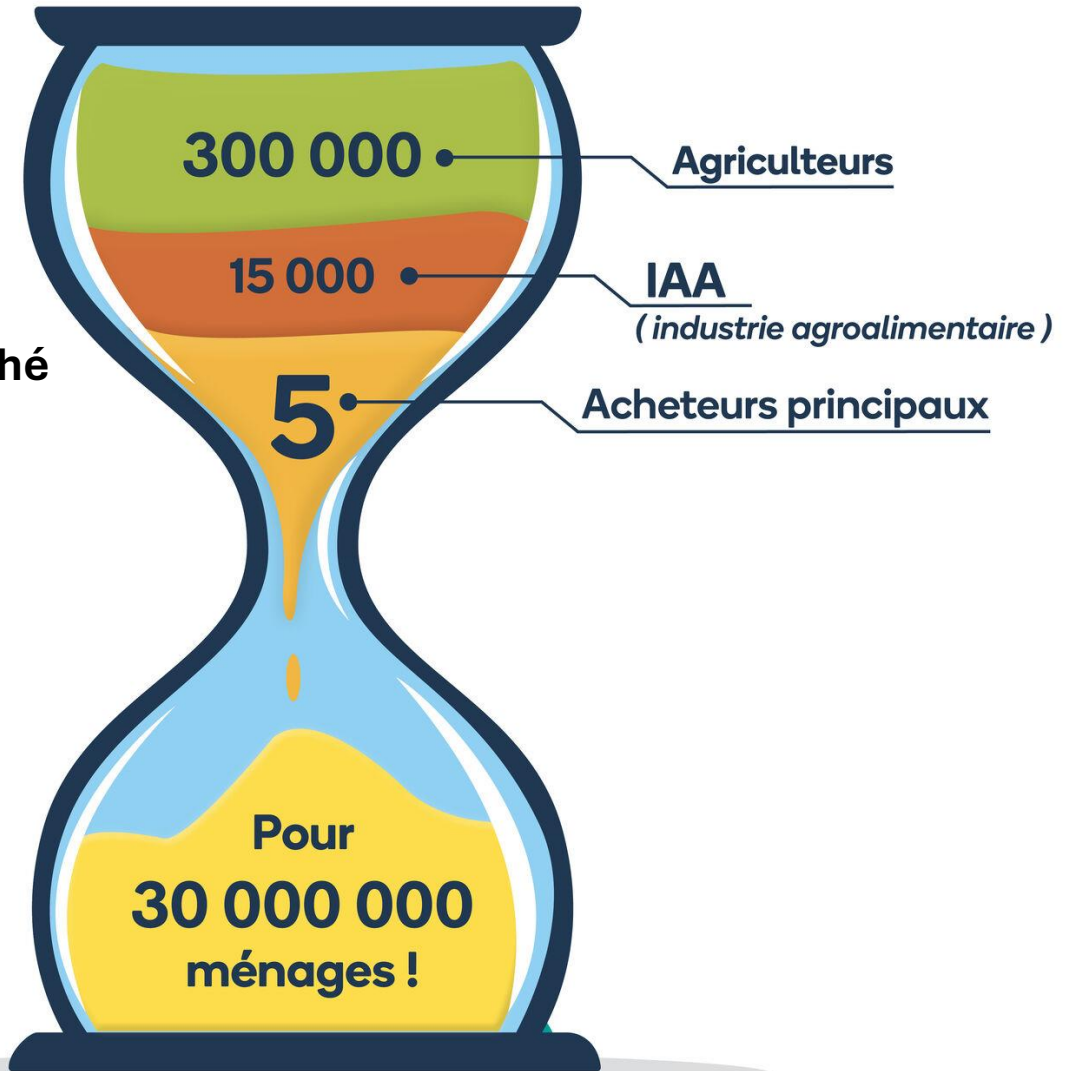 300 000
Agriculteurs
15 000
IAA
( industrie agroalimentaire )
5
Acheteurs principaux
Pour
30 000 000
ménages !